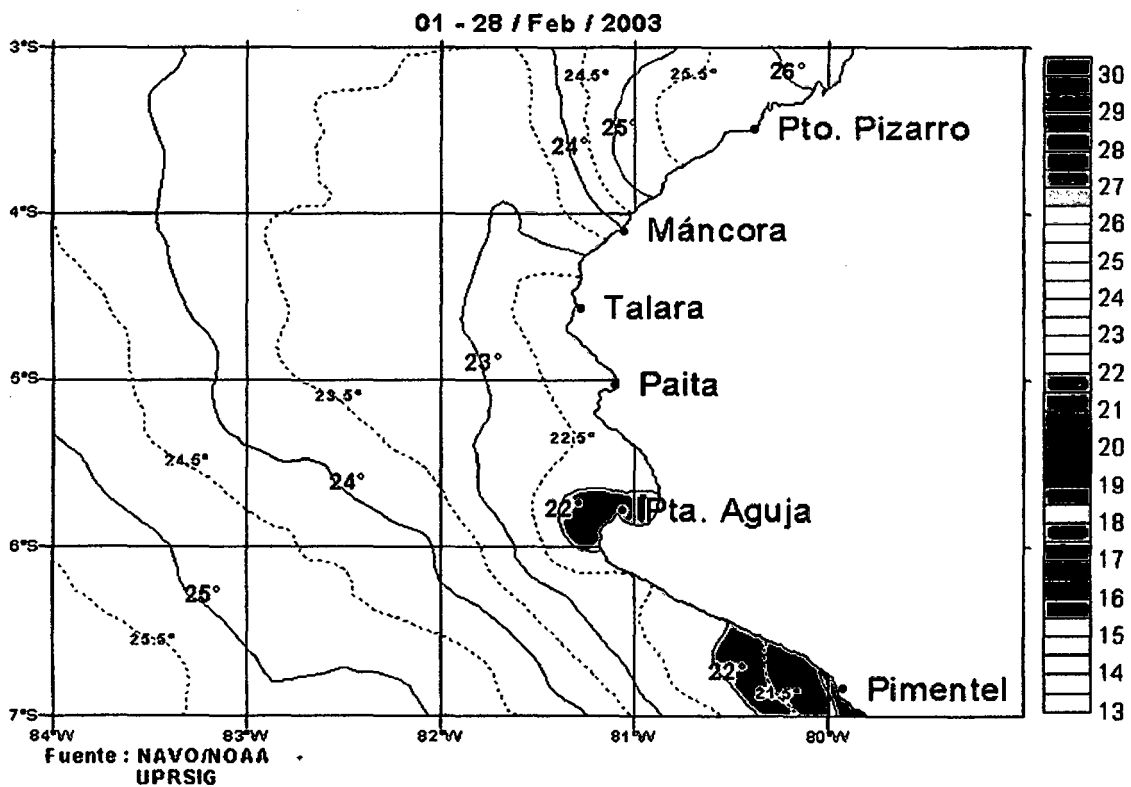 01 - 28 / Feb / 2003
3°S
4°S
5°S
6°S
7°S
84°W
83°W
82°W
81°W
80°W
24.5°
25.5°
26°
25°
24°
Pto. Pizarro
Máncora
Talara
23°
Paita
23.5°
22.5°
24.5°
24°
22°
Pta. Aguja
25°
25.5°
22°
21.5°
Pimentel
30
29
28
27
26
25
24
23
22
21
20
19
18
17
16
15
14
13
Fuente : NAVO/NOAA
UPRSIG